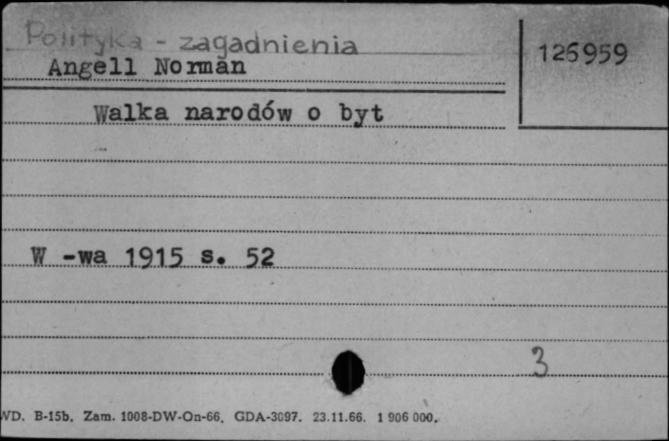 Polityka - zagadnienia
126959
Angell Norman
Walka narodów o byt
W -wa 1915 s. 52
3
WD. B-15b. Zam. 1008-DW-On-66. GDA-3097. 23.11.66. 1 906 000.